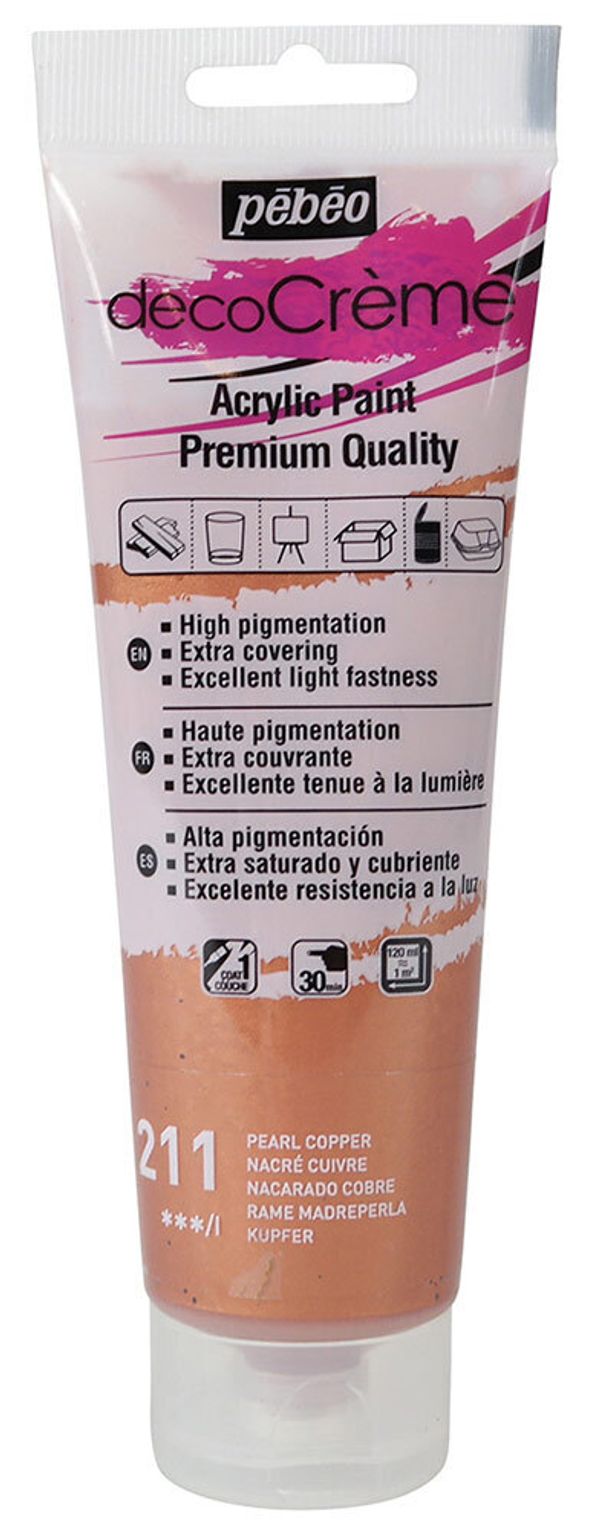 pēbēo
decoCrème
Acrylic Paint
Premium Quality
EN
▪ High pigmentation
▪ Extra covering
▪ Excellent light fastness
FR
▪ Haute pigmentation
▪ Extra couvrante
▪ Excellente tenue à la lumière
ES
▪ Alta pigmentación
▪ Extra saturado y cubriente
▪ Excelente resistencia a la luz
1
COAT
COUCHE
30min
120 ml
≈
1 m²
211
***/I
PEARL COPPER
NACRÉ CUIVRE
NACARADO COBRE
RAME MADREPERLA
KUPFER